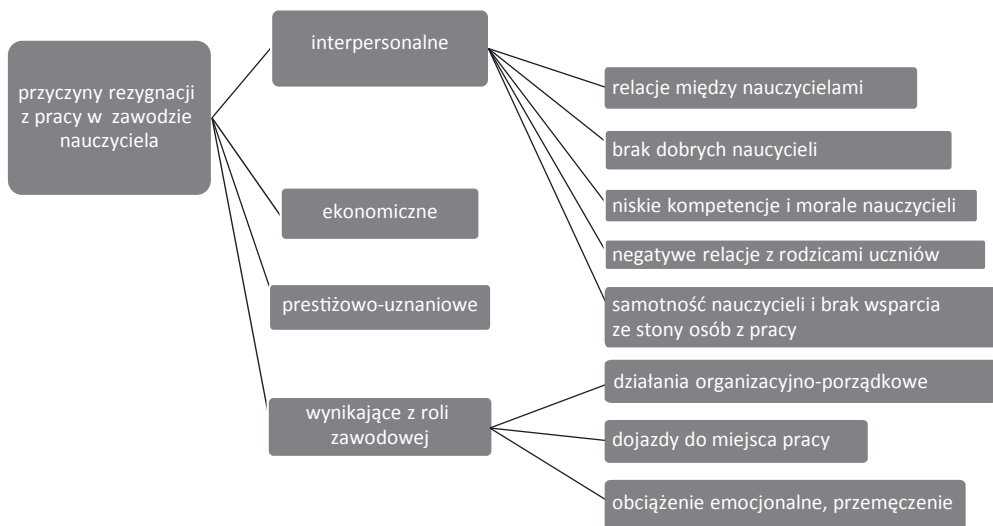 przyczyny rezygnacji
z pracy w zawodzie
nauczyciela
interpersonalne
ekonomiczne
prestiżowo-uznaniowe
wynikające z roli
zawodowej
relacje między nauczycielami
brak dobrych naucycieli
niskie kompetencje i morale nauczycieli
negatywe relacje z rodzicami uczniów
samotność nauczycieli i brak wsparcia
ze stony osób z pracy
działania organizacyjno-porządkowe
dojazdy do miejsca pracy
obciążenie emocjonalne, przemęczenie